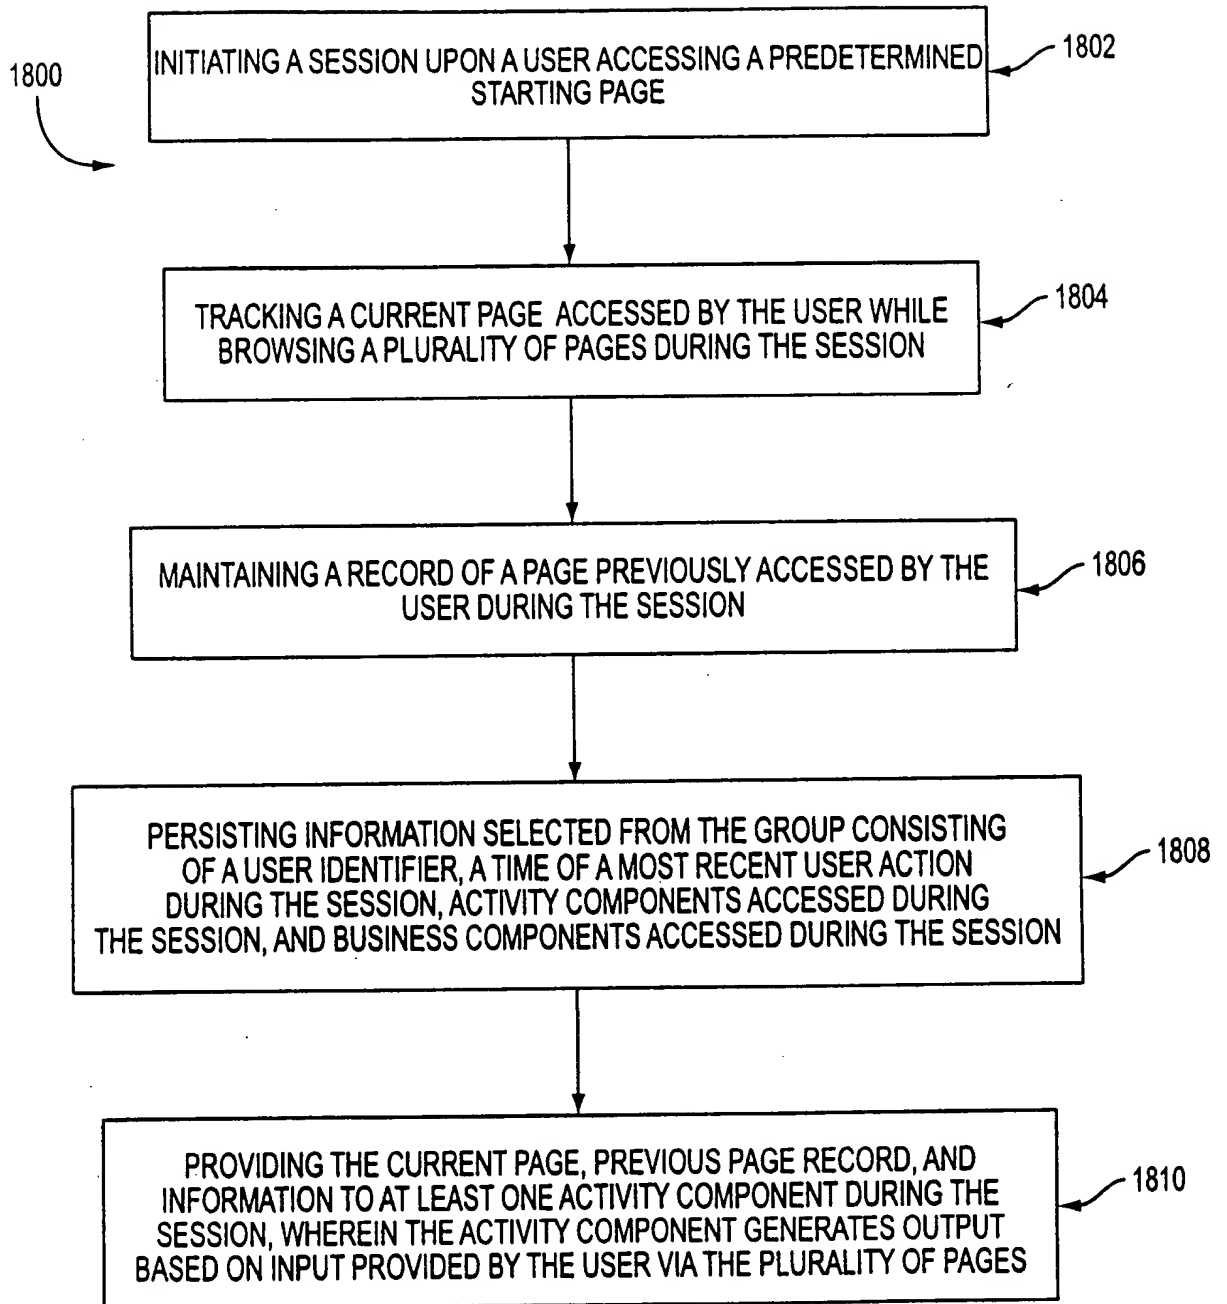 1800
INITIATING A SESSION UPON A USER ACCESSING A PREDETERMINED
STARTING PAGE
1802
TRACKING A CURRENT PAGE ACCESSED BY THE USER WHILE
BROWSING A PLURALITY OF PAGES DURING THE SESSION
1804
MAINTAINING A RECORD OF A PAGE PREVIOUSLY ACCESSED BY THE
USER DURING THE SESSION
1806
PERSISTING INFORMATION SELECTED FROM THE GROUP CONSISTING
OF A USER IDENTIFIER, A TIME OF A MOST RECENT USER ACTION
DURING THE SESSION, ACTIVITY COMPONENTS ACCESSED DURING
THE SESSION, AND BUSINESS COMPONENTS ACCESSED DURING THE SESSION
1808
PROVIDING THE CURRENT PAGE, PREVIOUS PAGE RECORD, AND
INFORMATION TO AT LEAST ONE ACTIVITY COMPONENT DURING THE
SESSION, WHEREIN THE ACTIVITY COMPONENT GENERATES OUTPUT
BASED ON INPUT PROVIDED BY THE USER VIA THE PLURALITY OF PAGES
1810